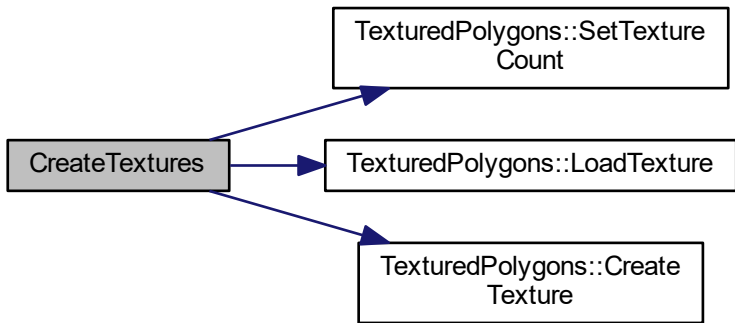 TexturedPolygons::SetTexture
Count
CreateTextures
TexturedPolygons::LoadTexture
TexturedPolygons::Create
Texture